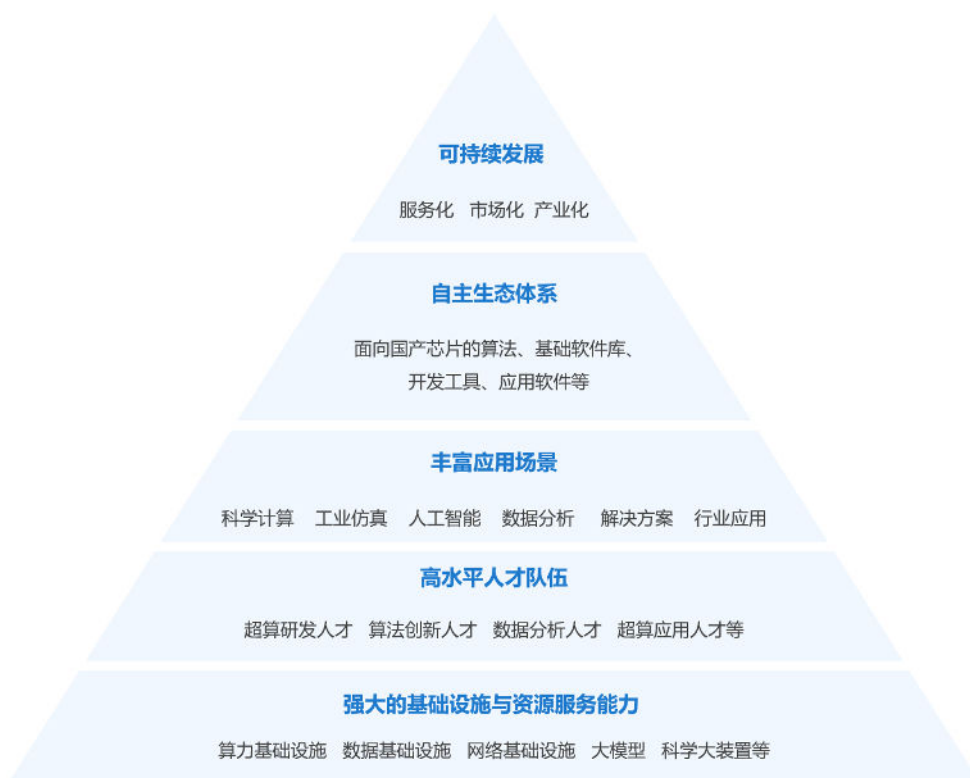 可持续发展
服务化 市场化 产业化
自主生态体系
面向国产芯片的算法、基础软件库、
开发工具、应用软件等
丰富应用场景
科学计算 工业仿真 人工智能 数据分析 解决方案 行业应用
高水平人才队伍
超算研发人才 算法创新人才 数据分析人才 超算应用人才等
强大的基础设施与资源服务能力
算力基础设施 数据基础设施 网络基础设施 大模型 科学大装置等